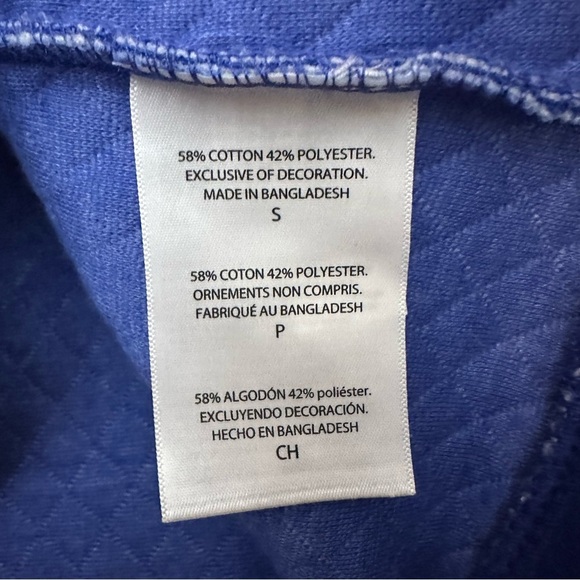 58% COTTON 42% POLYESTER.
EXCLUSIVE OF DECORATION.
MADE IN BANGLADESH
S
58% COTON 42% POLYESTER.
ORNEMENTS NON COMPRIS.
FABRIQUÉ AU BANGLADESH
P
58% ALGODÓN 42% poliéster.
EXCLUYENDO DECORACIÓN.
HECHO EN BANGLADESH
CH